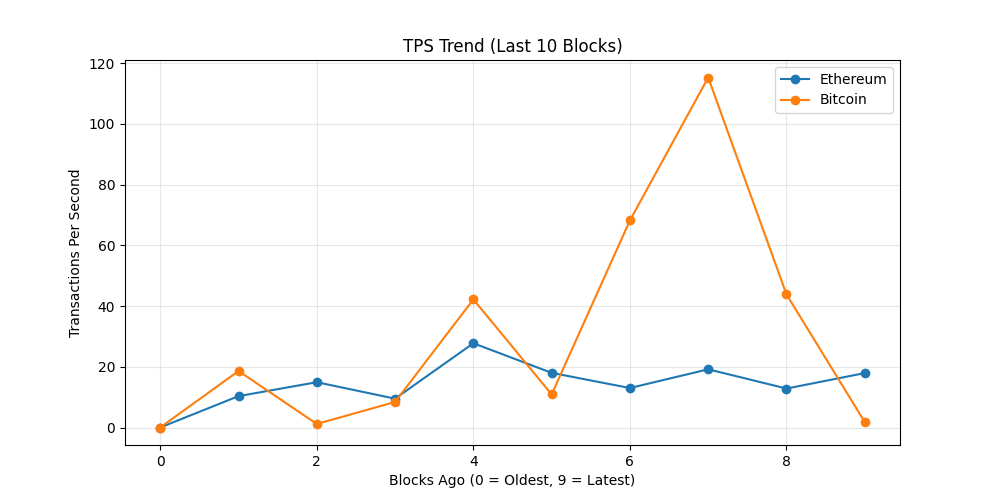 TPS Trend (Last 10 Blocks)
Ethereum
Bitcoin
Transactions Per Second
120
100
80
60
40
20
0
0 2 4 6 8
Blocks Ago (0 = Oldest, 9 = Latest)